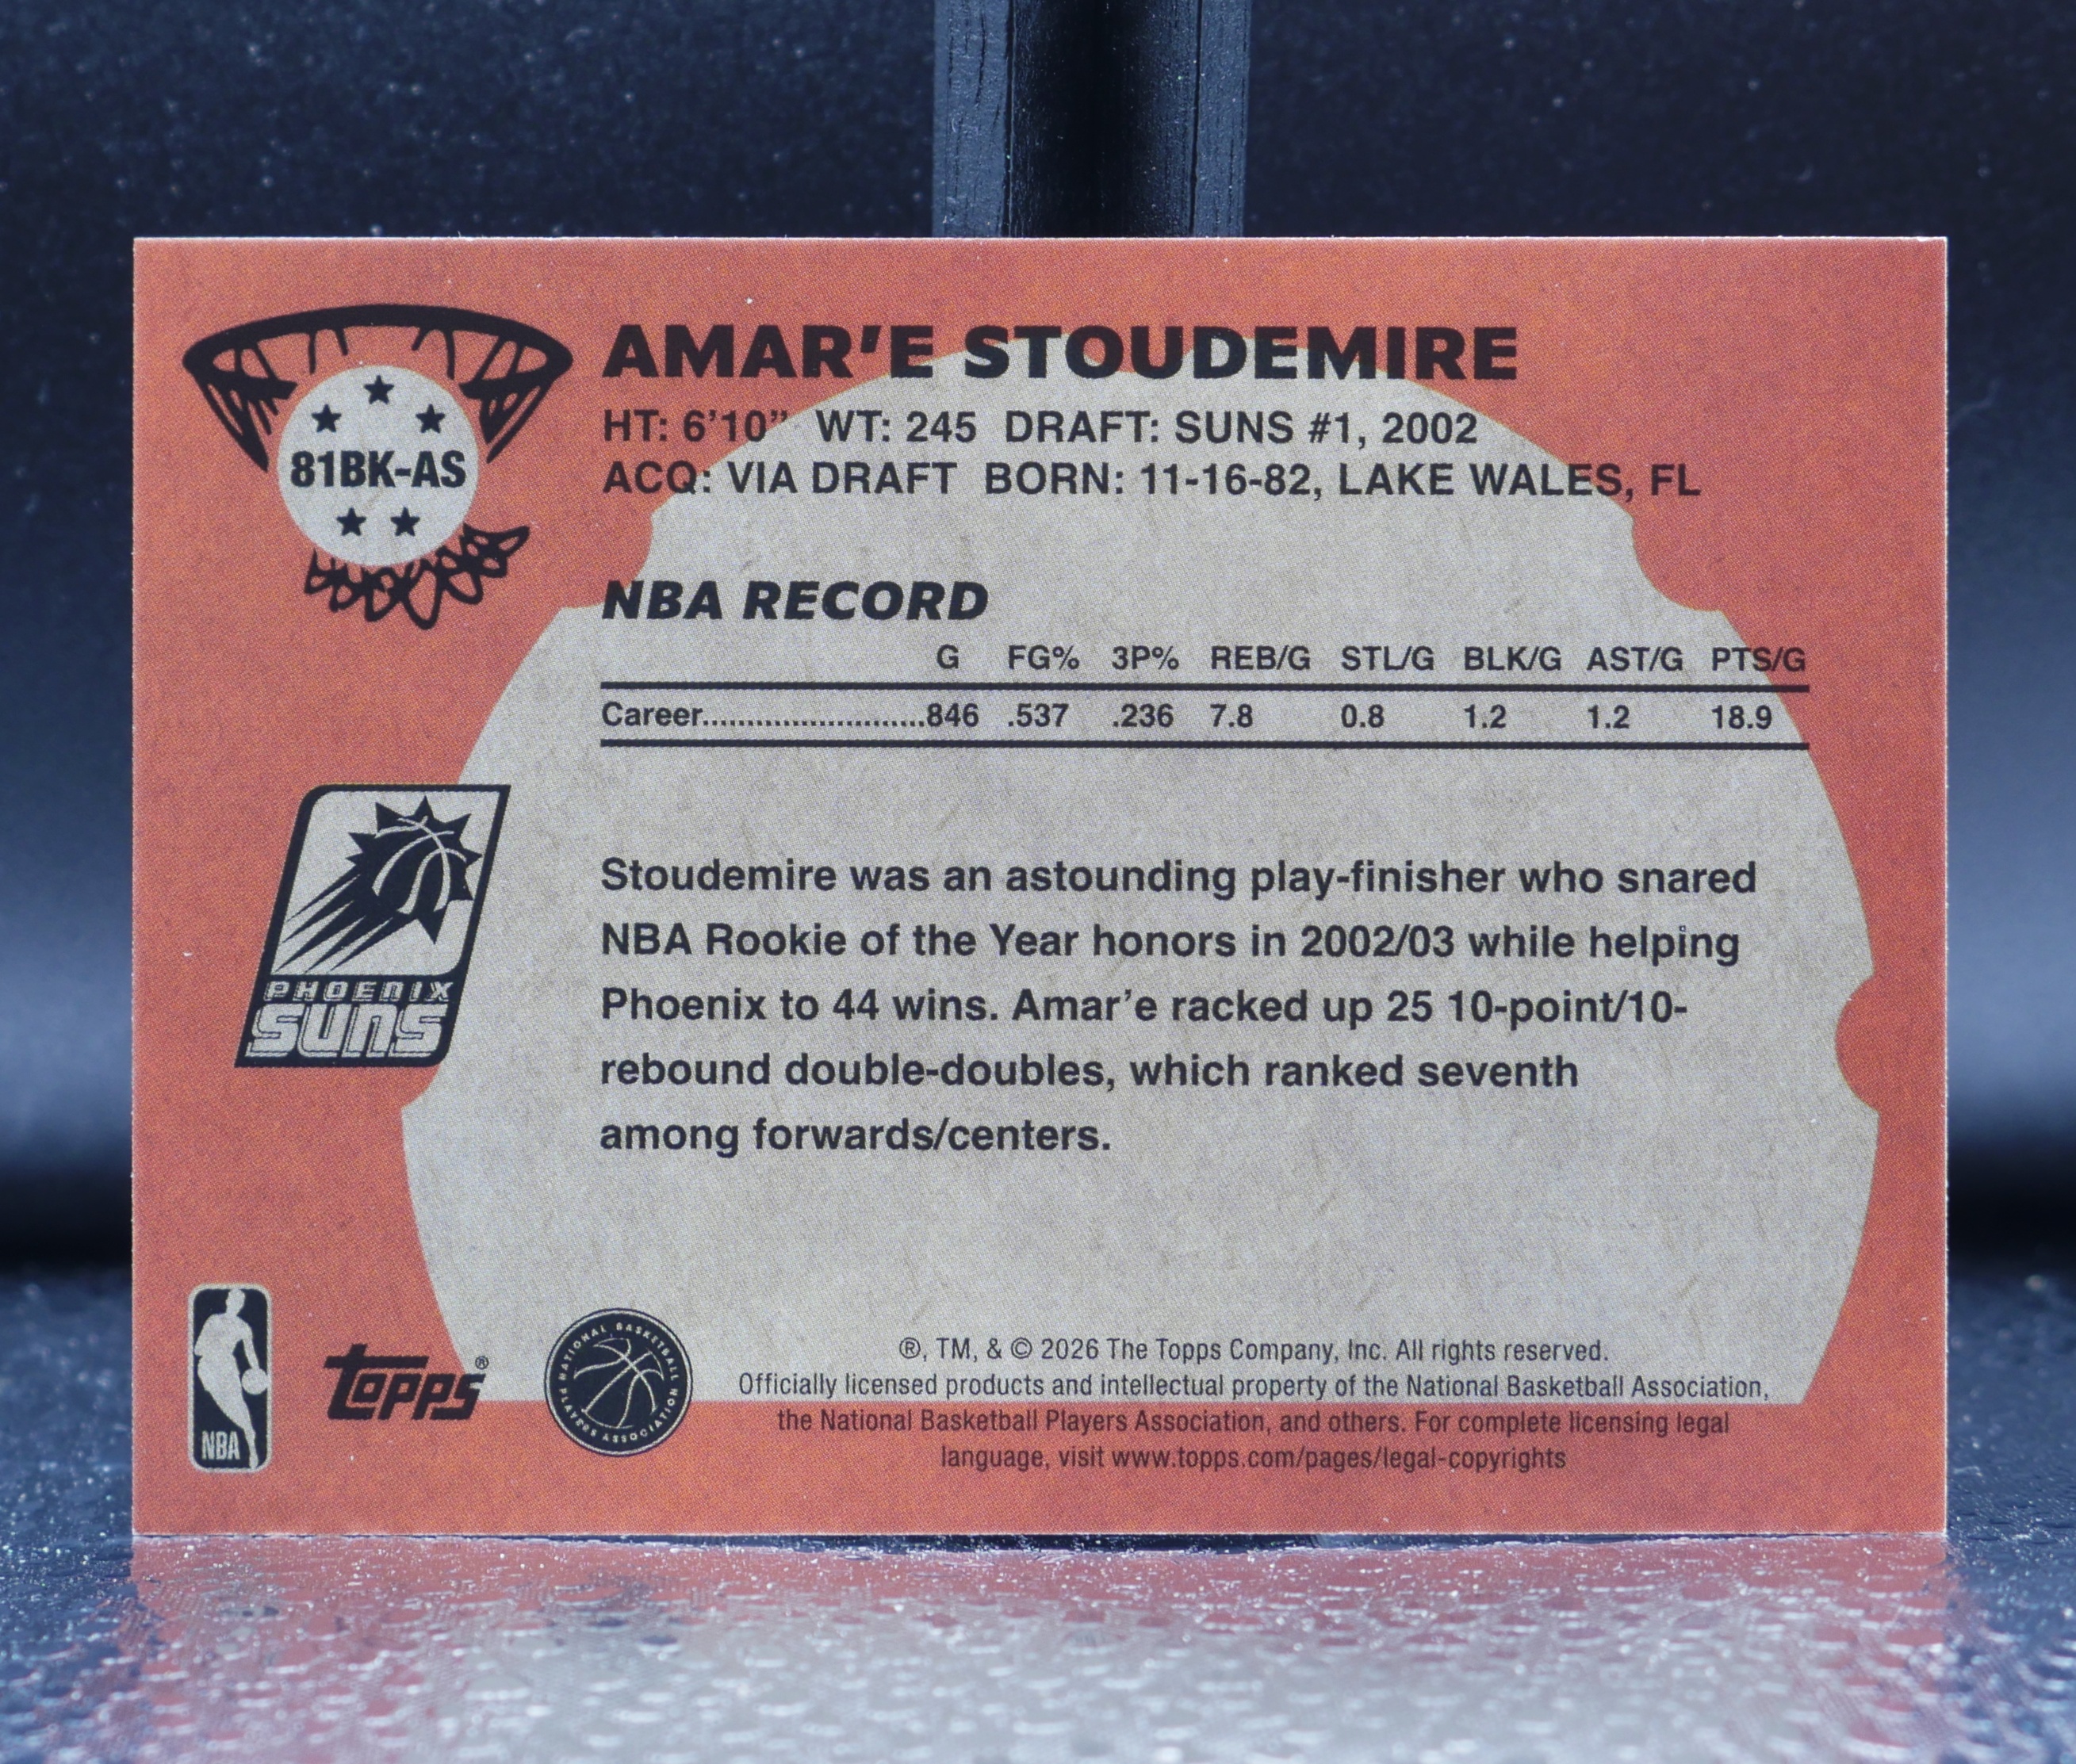 AMAR'E STOUDEMIRE
HT: 6'10” WT: 245 DRAFT: SUNS #1, 2002
ACQ: VIA DRAFT BORN: 11-16-82, LAKE WALES, FL
81BK-AS
NBA RECORD
G FG% 3P% REB/G STL/G BLK/G AST/G PTS/G
Career.........................846 .537 .236 7.8 0.8 1.2 1.2 18.9
Stoudemire was an astounding play-finisher who snared
NBA Rookie of the Year honors in 2002/03 while helping
Phoenix to 44 wins. Amar’e racked up 25 10-point/10-
rebound double-doubles, which ranked seventh
among forwards/centers.
PHOENIX
SUNS
NBA
Topps®
NATIONAL BASKETBALL
PLAYERS ASSOCIATION
®, TM, & © 2026 The Topps Company, Inc. All rights reserved.
Officially licensed products and intellectual property of the National Basketball Association,
the National Basketball Players Association, and others. For complete licensing legal
language, visit www.topps.com/pages/legal-copyrights